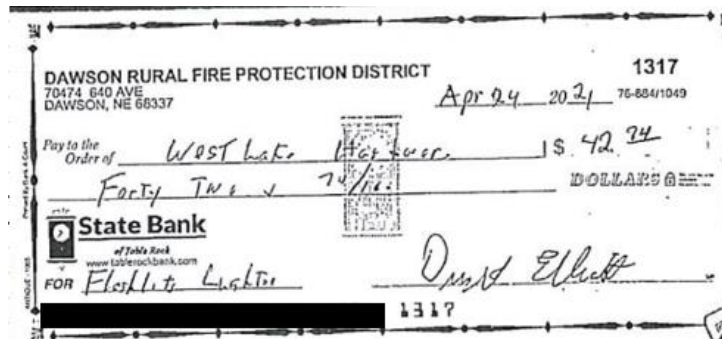 DAWSON RURAL FIRE PROTECTION DISTRICT
70474 640 AVE
DAWSON, NE 68337
1317
Apr 24 2021
76-884/1049
Pay to the
Order of West Lake
$ 42.74
Forty Two & 74/100 DOLLARS
State Bank
of Table Rock
www.tablerockbank.com
FOR
1317